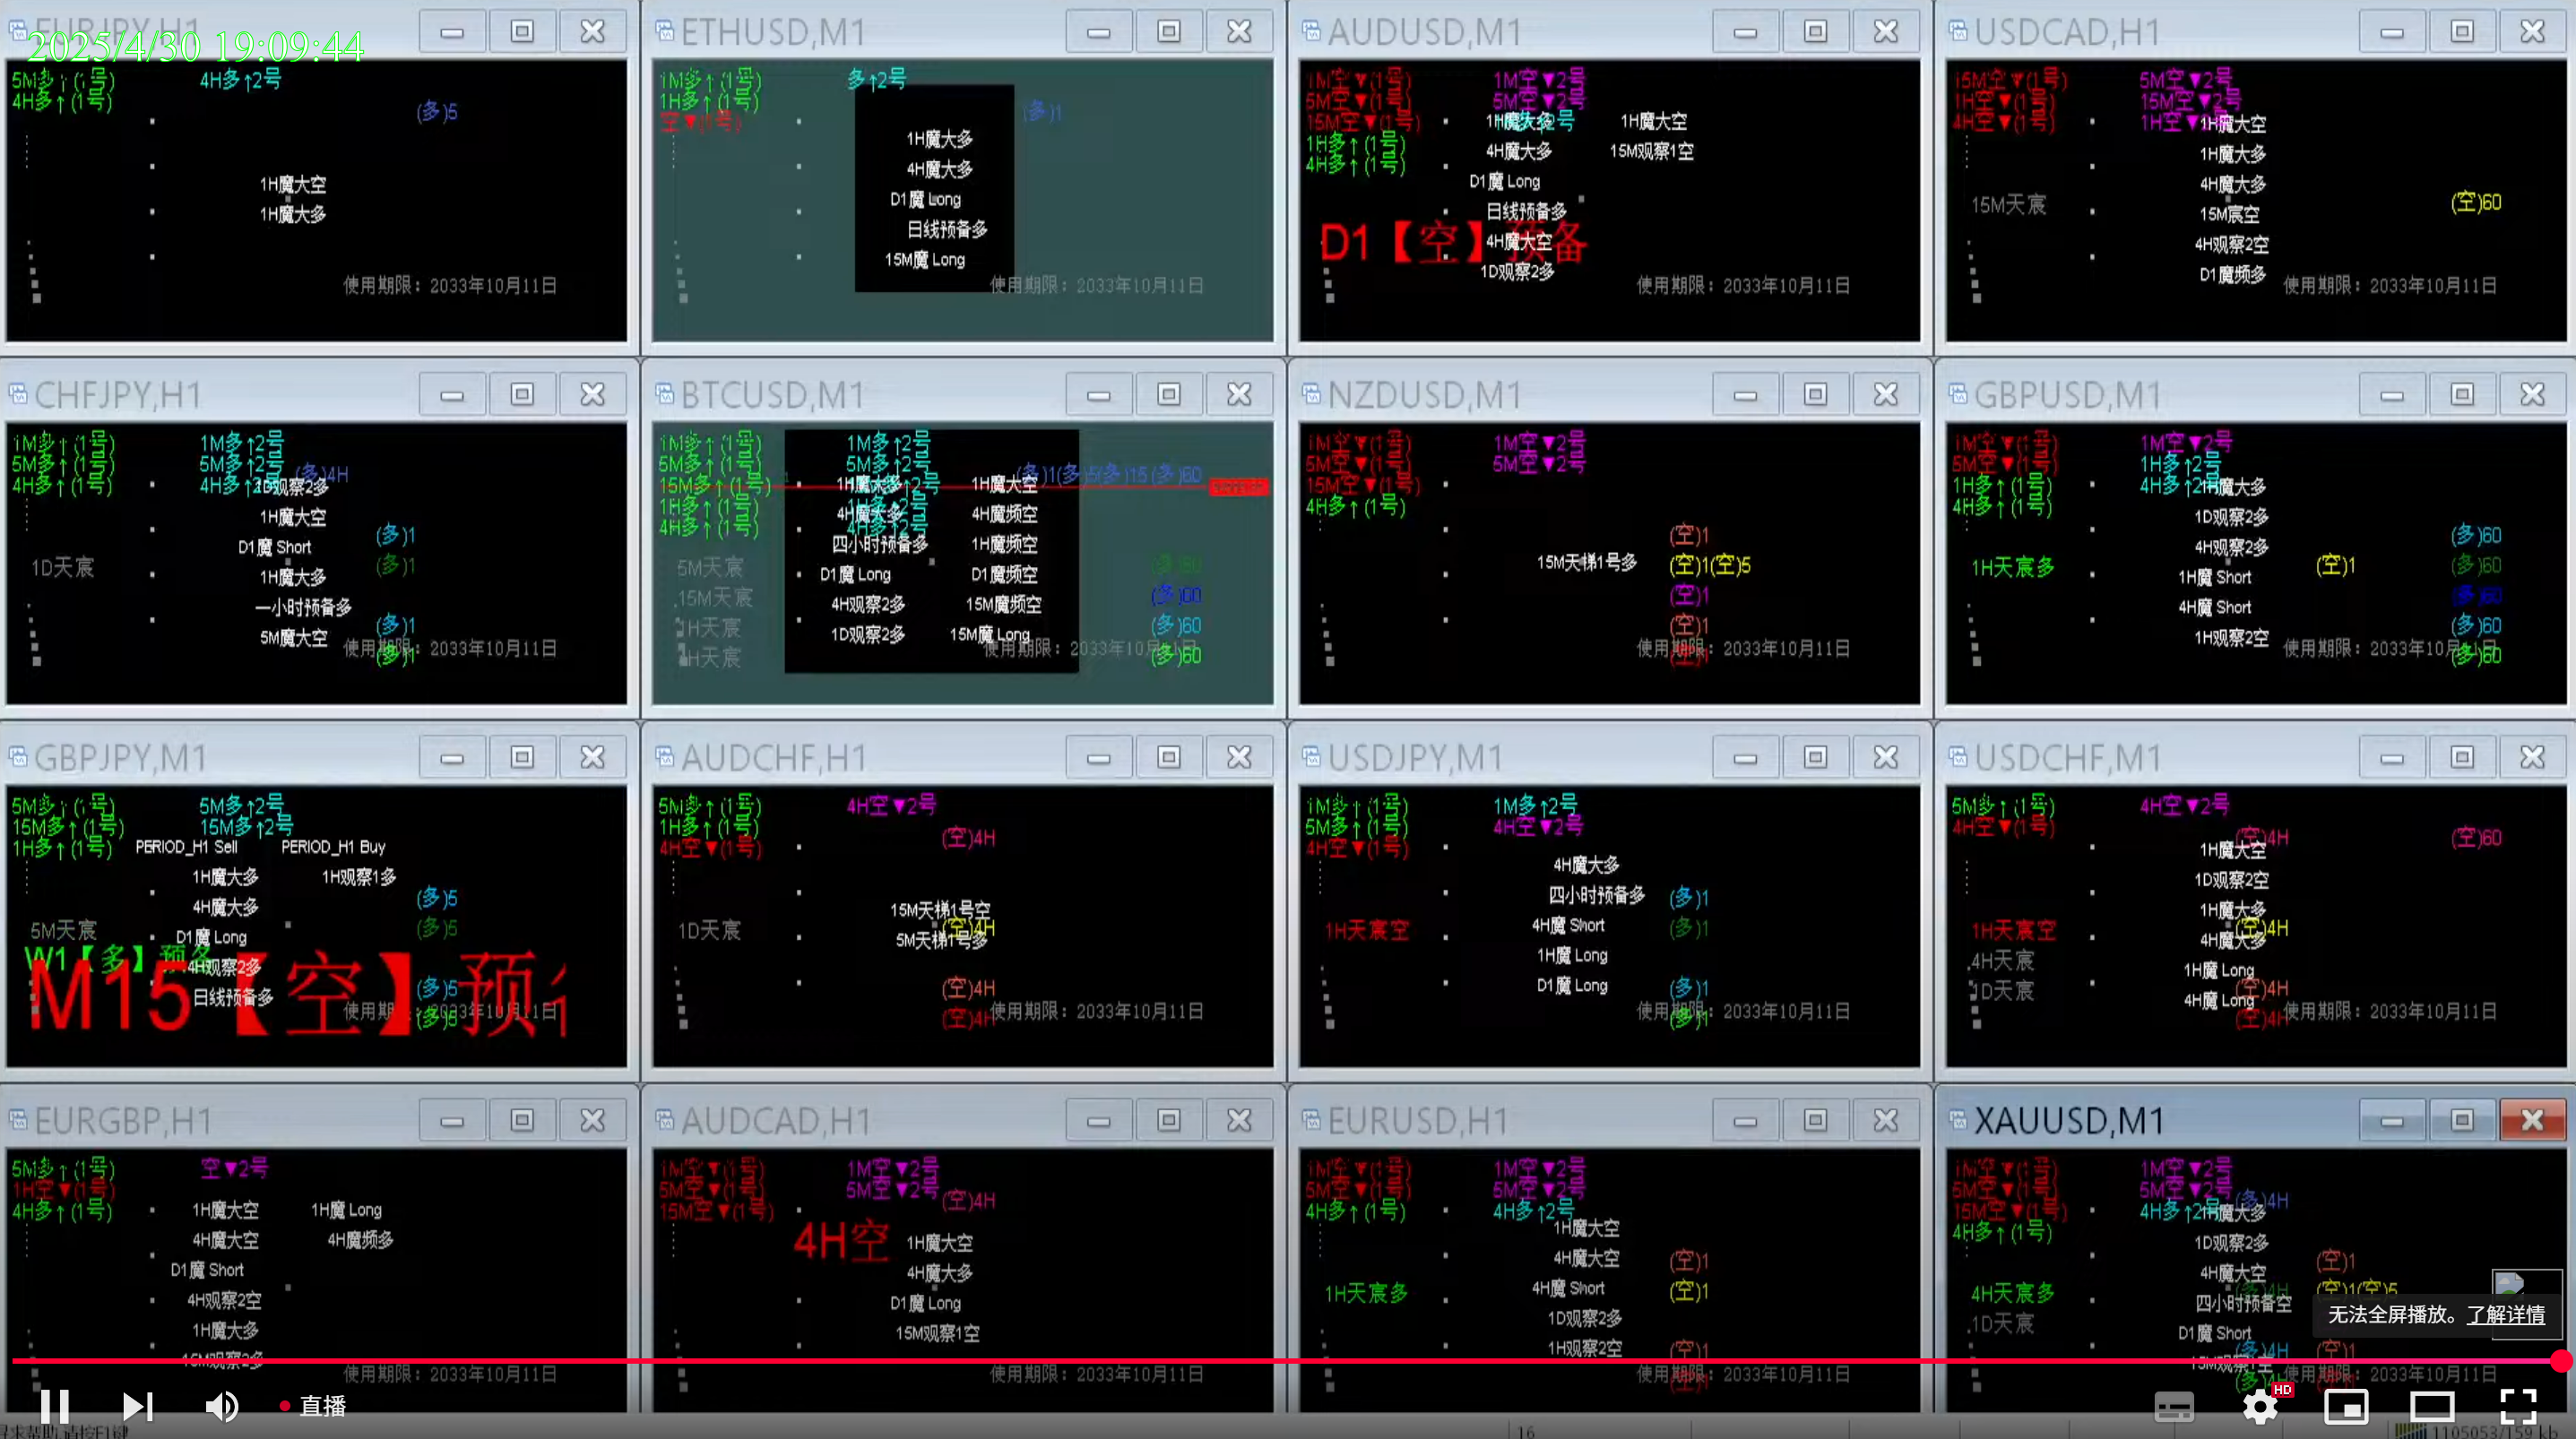 EURJPY,H1
2025/4/30 19:09:44
5M多↑(1号) 4H多↑2号
4H多↑(1号)
(多)5
1H魔大空
1H魔大多
使用期限：2033年10月11日
ETHUSD,M1
1M多↑(1号) 多↑2号
1H多↑(1号)
空▼(1号)
(多)1
1H魔大多
4H魔大多
D1魔 Long
日线预备多
15M魔 Long
使用期限：2033年10月11日
AUDUSD,M1
1M空▼(1号) 1M空▼2号
5M空▼(1号) 5M空▼2号
15M空▼(1号)
1H多↑(1号)
4H多↑(1号)
1H魔大多 1H魔大空
4H魔大多 15M观察1空
D1魔 Long
日线预备多
D1【空】预备
4H魔大空
1D观察2多
使用期限：2033年10月11日
USDCAD,H1
15M空▼(1号) 5M空▼2号
1H空▼(1号) 15M空▼2号
4H空▼(1号) 1H空▼2号
1H魔大空
1H魔大多
4H魔大多
15M天宸 (空)60
15M宸空
4H观察2空
D1魔频多
使用期限：2033年10月11日
CHFJPY,H1
1M多↑(1号) 1M多↑2号
5M多↑(1号) 5M多↑2号
4H多↑(1号) 4H多↑2号
(多)4H
1D观察2多
1H魔大空
(多)1
D1魔 Short
1D天宸 (多)1
1H魔大多
一小时预备多
(多)1
5M魔大空
(多)1
使用期限：2033年10月11日
BTCUSD,M1
1M多↑(1号) 1M多↑2号
5M多↑(1号) 5M多↑2号
15M多↑(1号)
1H多↑(1号) 1H多↑2号
4H多↑(1号) 4H多↑2号
(多)1(多)5(多)15(多)60
1H魔大多 1H魔大空
4H魔大多 4H魔频空
四小时预备多 1H魔频空
5M天宸 (多)60
D1魔 Long D1魔频空
15M天宸 (多)60
4H观察2多 15M魔频空
1H天宸 (多)60
1D观察2多 15M魔 Long
H天宸 (多)60
使用期限：2033年10月11日
NZDUSD,M1
1M空▼(1号) 1M空▼2号
5M空▼(1号) 5M空▼2号
15M空▼(1号)
4H多↑(1号)
(空)1
15M天梯1号多 (空)1(空)5
(空)1
(空)1
使用期限：2033年10月11日
GBPUSD,M1
1M空▼(1号) 1M空▼2号
5M空▼(1号) 1H多↑2号
1H多↑(1号) 4H多↑2号
4H多↑(1号)
1H魔大多
1D观察2多
4H观察2多 (多)60
1H天宸多 (空)1 (多)60
1H魔 Short
(多)60
4H魔 Short
1H观察2空 (多)60
(多)60
使用期限：2033年10月11日
GBPJPY,M1
5M多↑(1号) 5M多↑2号
15M多↑(1号) 15M多↑2号
1H多↑(1号)
PERIOD_H1 Sell PERIOD_H1 Buy
1H魔大多 1H观察1多
(多)5
4H魔大多
5M天宸 (多)5
D1魔 Long
W1【多】预备
4H观察2多
(多)5
日线预备多
M15【空】预
(多)5
使用期限：2033年10月11日
AUDCHF,H1
5M多↑(1号) 4H空▼2号
1H多↑(1号)
4H空▼(1号)
(空)4H
15M天梯1号空
1D天宸 (空)4H
5M天梯1号多
(空)4H
(空)4H
使用期限：2033年10月11日
USDJPY,M1
1M多↑(1号) 1M多↑2号
5M多↑(1号) 4H空▼2号
4H空▼(1号)
4H魔大多
四小时预备多 (多)1
1H天宸空 4H魔 Short (多)1
1H魔 Long
D1魔 Long (多)1
(多)1
使用期限：2033年10月11日
USDCHF,M1
5M多↑(1号) 4H空▼2号
4H空▼(1号)
(空)4H (空)60
1H魔大空
1D观察2空
1H魔大多
1H天宸空 (空)4H
4H魔大多
4H天宸
1H魔 Long
1D天宸 (空)4H
4H魔 Long
(空)4H
使用期限：2033年10月11日
EURGBP,H1
5M多↑(1号) 空▼2号
1H空▼(1号)
4H多↑(1号)
1H魔大空 1H魔 Long
4H魔大空 4H魔频多
D1魔 Short
4H观察2空
1H魔大多
15M观察2多
使用期限：2033年10月11日
AUDCAD,H1
1M空▼(1号) 1M空▼2号
5M空▼(1号) 5M空▼2号
15M空▼(1号)
(空)4H
4H空
1H魔大空
4H魔大多
D1魔 Long
15M观察1空
使用期限：2033年10月11日
EURUSD,H1
1M空▼(1号) 1M空▼2号
5M空▼(1号) 5M空▼2号
4H多↑(1号) 4H多↑2号
1H魔大空
4H魔大空 (空)1
1H天宸多 4H魔 Short (空)1
1D观察2多
1H观察2空 (空)1
使用期限：2033年10月11日
XAUUSD,M1
1M空▼(1号) 1M空▼2号
5M空▼(1号) 5M空▼2号
15M空▼(1号) 4H多↑2号
4H多↑(1号)
(多)4H
1H魔大多
1D观察2多
4H魔大空 (空)1
4H天宸多 (多)4H (空)1(空)5
四小时预备空
1D天宸
D1魔 Short
(多)4H (空)1
15M观察1空
使用期限：2033年10月11日
无法全屏播放。了解详情
直播
HD
16
1105053/159 kb